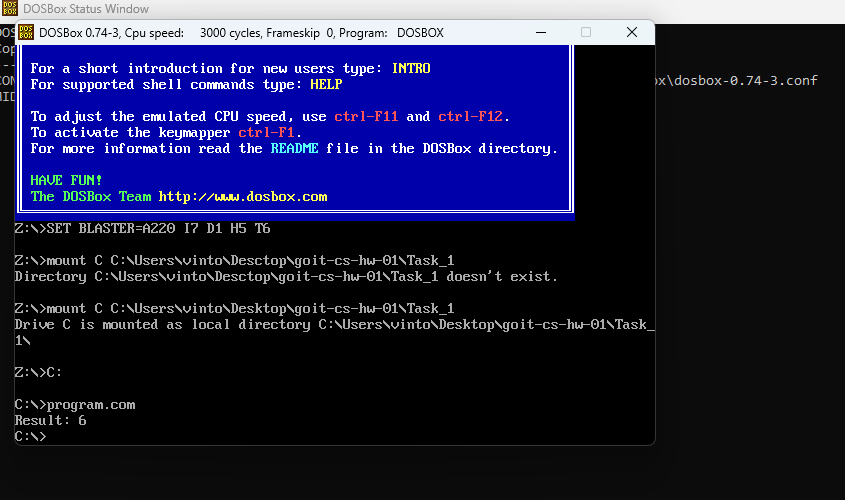 DOSBox Status Window
DOSBox 0.74-3, Cpu speed: 3000 cycles, Frameskip 0, Program: DOSBOX
For a short introduction for new users type: INTRO
For supported shell commands type: HELP
To adjust the emulated CPU speed, use ctrl-F11 and ctrl-F12.
To activate the keymapper ctrl-F1.
For more information read the README file in the DOSBox directory.
HAVE FUN!
The DOSBox Team http://www.dosbox.com
Z:\>SET BLASTER=A220 I7 D1 H5 T6
Z:\>mount C C:\Users\vinto\Desctop\goit-cs-hw-01\Task_1
Directory C:\Users\vinto\Desctop\goit-cs-hw-01\Task_1 doesn't exist.
Z:\>mount C C:\Users\vinto\Desktop\goit-cs-hw-01\Task_1
Drive C is mounted as local directory C:\Users\vinto\Desktop\goit-cs-hw-01\Task_
1\
Z:\>C:
C:\>program.com
Result: 6
C:\>
DOS
Cop
---
CON
x\dosbox-0.74-3.conf
MID